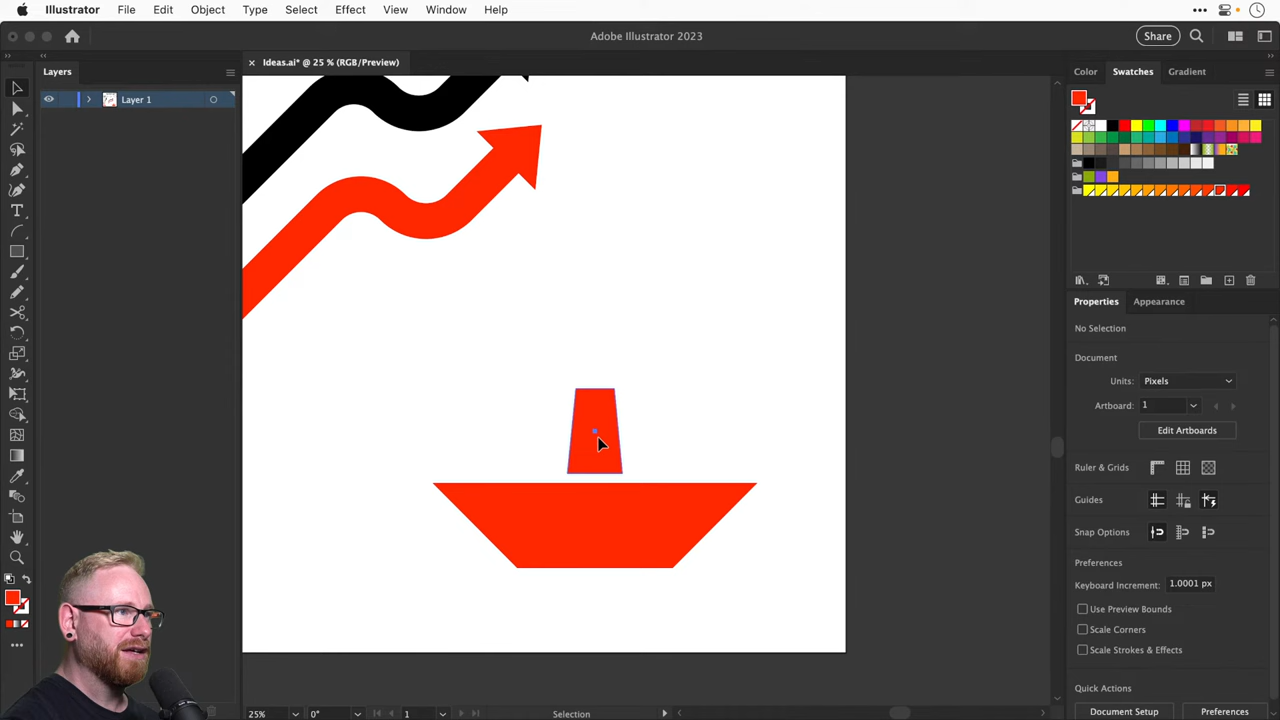 Illustrator File Edit Object Type Select Effect View Window Help
Adobe Illustrator 2023
Share
Layers
Ideas.ai* @ 25 % (RGB/Preview)
Color Swatches Gradient
Layer 1
Properties Appearance
No Selection
Document
Units: Pixels
Artboard: 1
Edit Artboards
Ruler & Grids
Guides
Snap Options
Preferences
Keyboard Increment: 1.0001 px
Use Preview Bounds
Scale Corners
Scale Strokes & Effects
Quick Actions
Document Setup Preferences
25% 0° 1 Selection